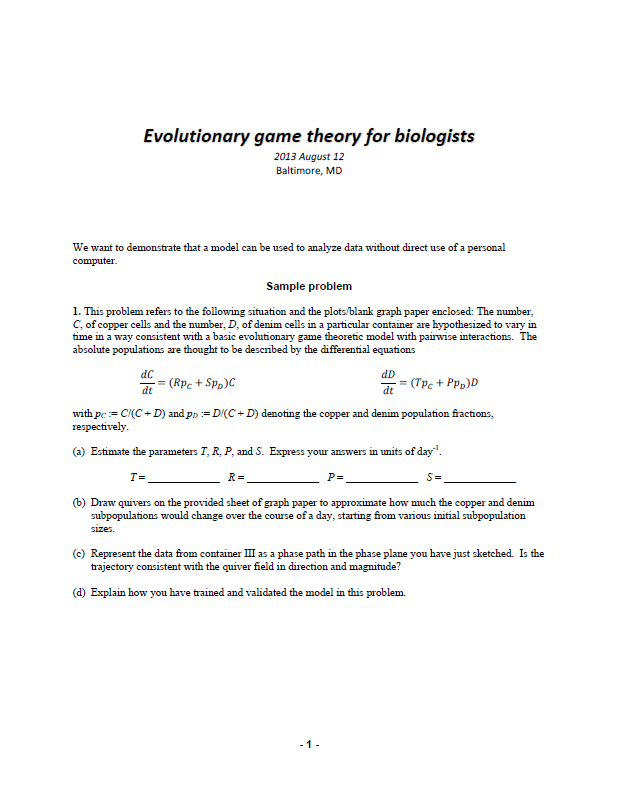 Evolutionary game theory for biologists
2013 August 12
Baltimore, MD
We want to demonstrate that a model can be used to analyze data without direct use of a personal
computer.
Sample problem
1. This problem refers to the following situation and the plots/blank graph paper enclosed: The number,
C, of copper cells and the number, D, of denim cells in a particular container are hypothesized to vary in
time in a way consistent with a basic evolutionary game theoretic model with pairwise interactions. The
absolute populations are thought to be described by the differential equations
dC/dt = (Rp_C + Sp_D)C dD/dt = (Tp_C + Pp_D)D
with p_C := C/(C + D) and p_D := D/(C + D) denoting the copper and denim population fractions,
respectively.
(a) Estimate the parameters T, R, P, and S. Express your answers in units of day⁻¹.
T = ____________ R = ____________ P = ____________ S = ____________
(b) Draw quivers on the provided sheet of graph paper to approximate how much the copper and denim
subpopulations would change over the course of a day, starting from various initial subpopulation
sizes.
(c) Represent the data from container III as a phase path in the phase plane you have just sketched. Is the
trajectory consistent with the quiver field in direction and magnitude?
(d) Explain how you have trained and validated the model in this problem.
- 1 -